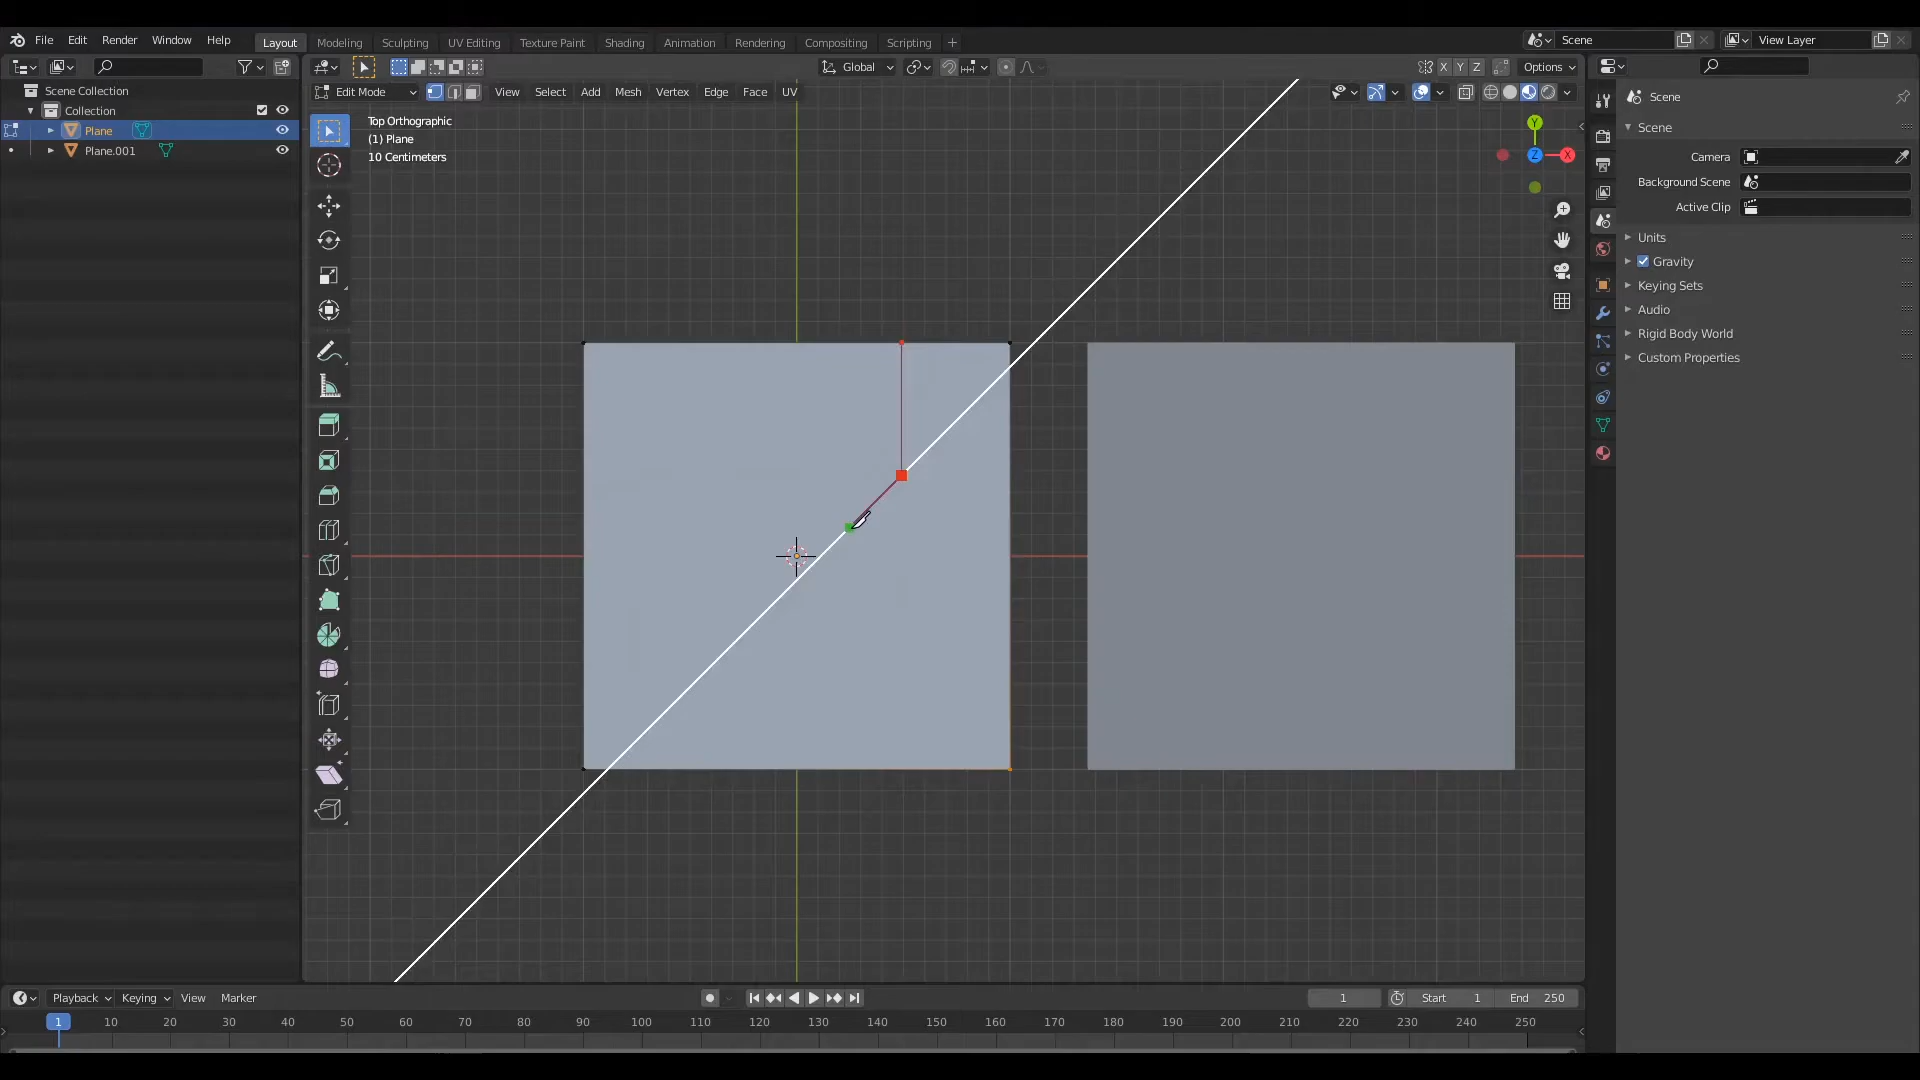 File Edit Render Window Help Layout Modeling Sculpting UV Editing Texture Paint Shading Animation Rendering Compositing Scripting + Scene View Layer
Global X Y Z Options
Edit Mode View Select Add Mesh Vertex Edge Face UV
Scene Collection
Collection
Plane
Plane.001
Top Orthographic
(1) Plane
10 Centimeters
Y
Z
X
Scene
Scene
Camera
Background Scene
Active Clip
Units
Gravity
Keying Sets
Audio
Rigid Body World
Custom Properties
Playback Keying View Marker 1 Start 1 End 250
1 10 20 30 40 50 60 70 80 90 100 110 120 130 140 150 160 170 180 190 200 210 220 230 240 250